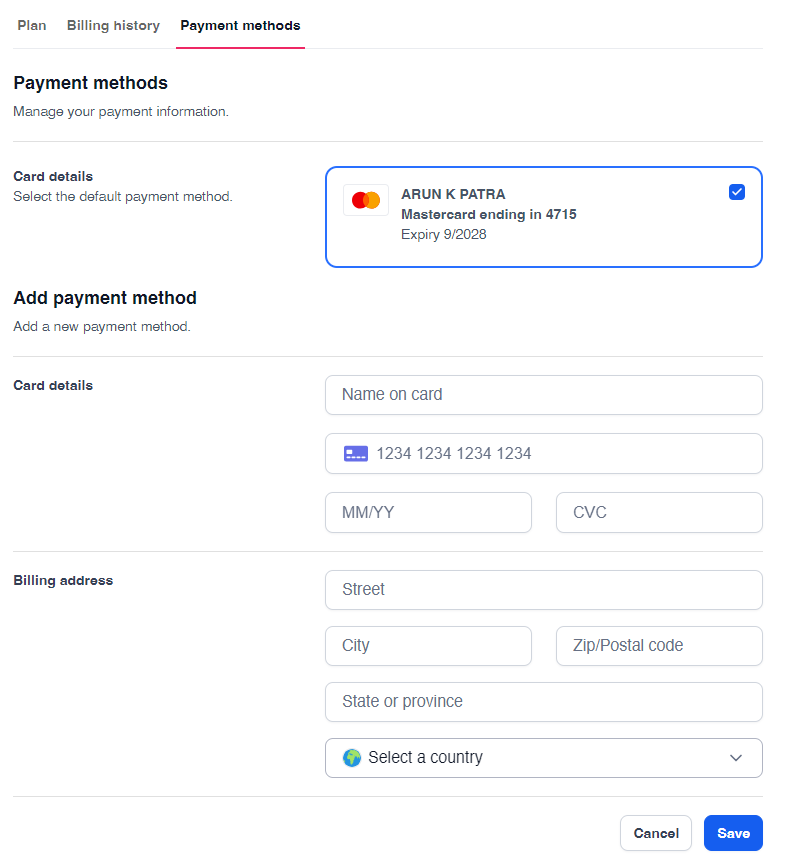 Plan Billing history Payment methods
Payment methods
Manage your payment information.
Card details
Select the default payment method.
ARUN K PATRA
Mastercard ending in 4715
Expiry 9/2028
Add payment method
Add a new payment method.
Card details
Name on card
1234 1234 1234 1234
MM/YY CVC
Billing address
Street
City Zip/Postal code
State or province
Select a country
Cancel Save